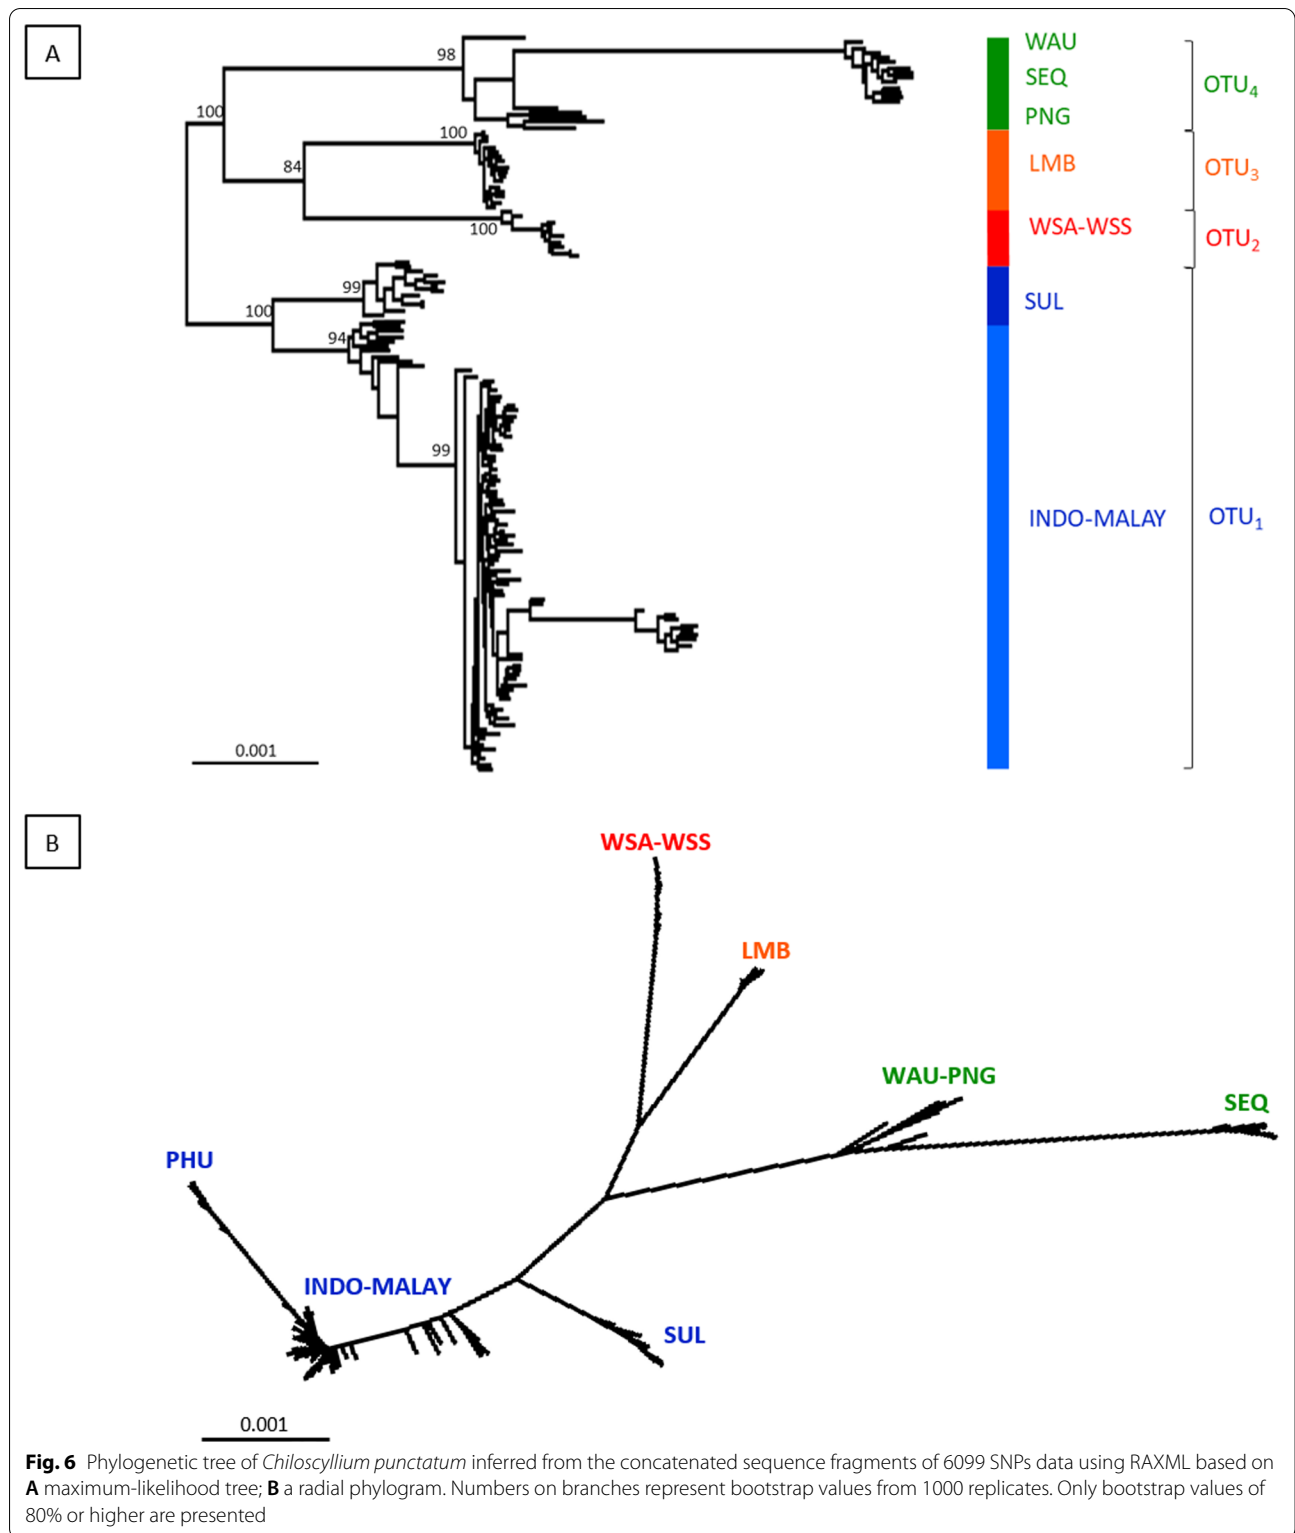 A
98
WAU
SEQ
OTU4
100
PNG
100
LMB
84
OTU3
100
WSA-WSS
OTU2
99
SUL
100
94
99
INDO-MALAY
OTU1
0.001
B
WSA-WSS
LMB
WAU-PNG
SEQ
PHU
INDO-MALAY
SUL
0.001
Fig. 6 Phylogenetic tree of Chiloscyllium punctatum inferred from the concatenated sequence fragments of 6099 SNPs data using RAXML based on
A maximum-likelihood tree; B a radial phylogram. Numbers on branches represent bootstrap values from 1000 replicates. Only bootstrap values of
80% or higher are presented